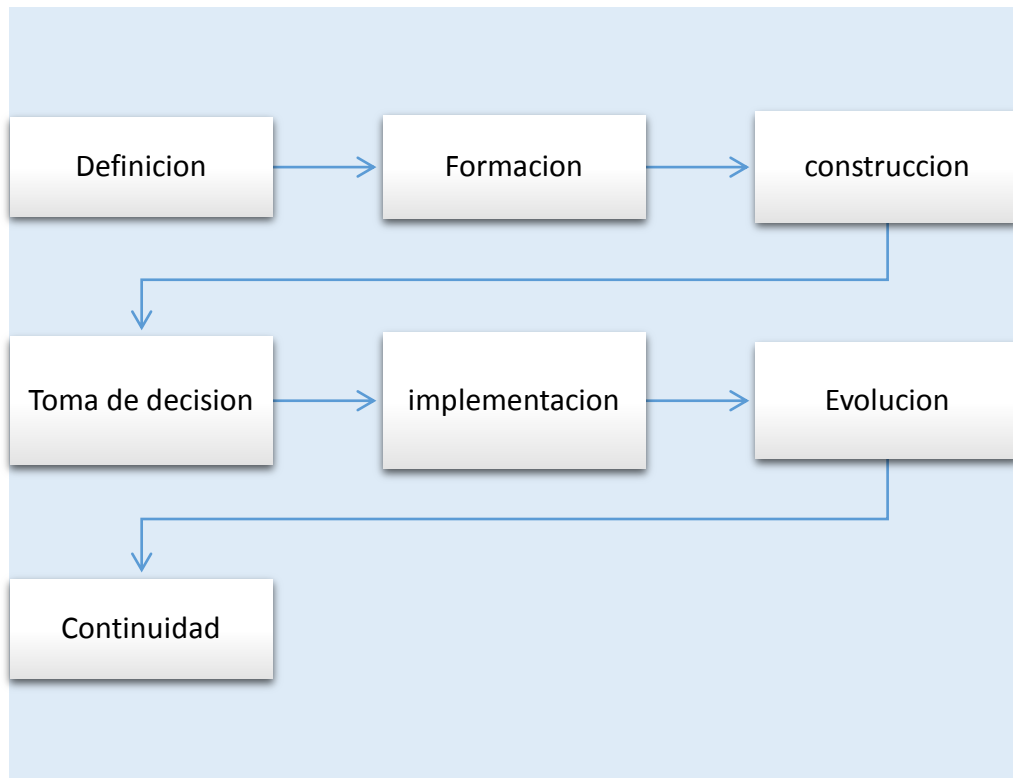 Definicion
Formacion
construccion
Toma de decision
implementacion
Evolucion
Continuidad